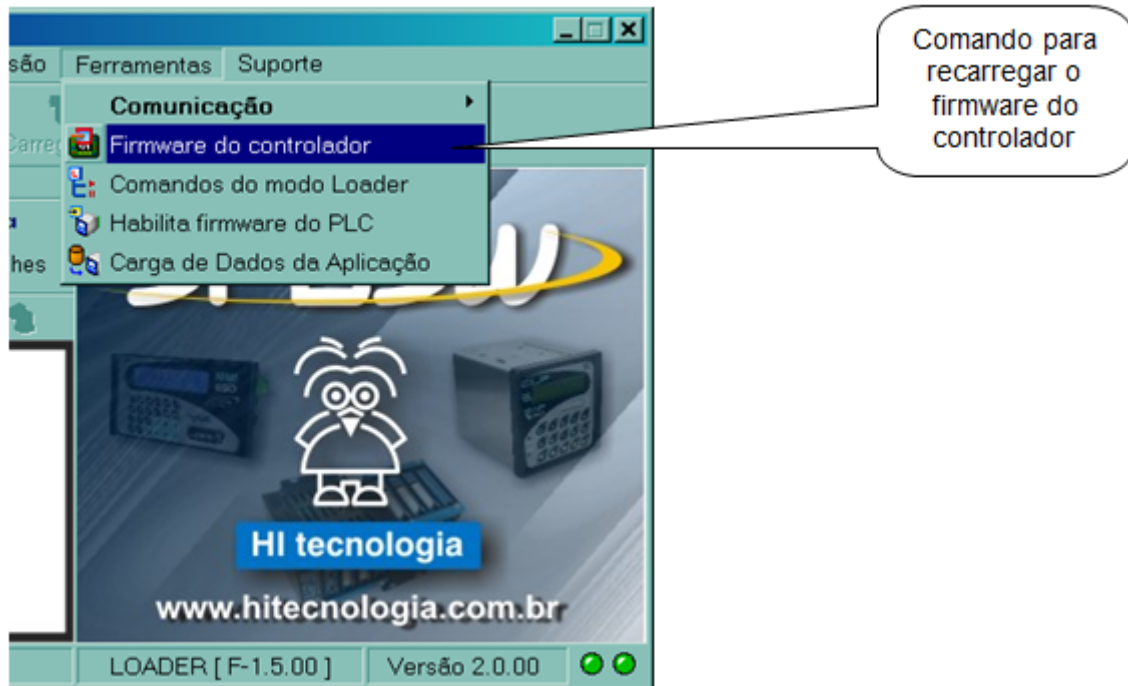 são Ferramentas Suporte
Comunicação
Carreg
Firmware do controlador
Comandos do modo Loader
a
Habilita firmware do PLC
hes
Carga de Dados da Aplicação
Comando para
recarregar o
firmware do
controlador
HI tecnologia
www.hitecnologia.com.br
LOADER [ F-1.5.00 ] Versão 2.0.00